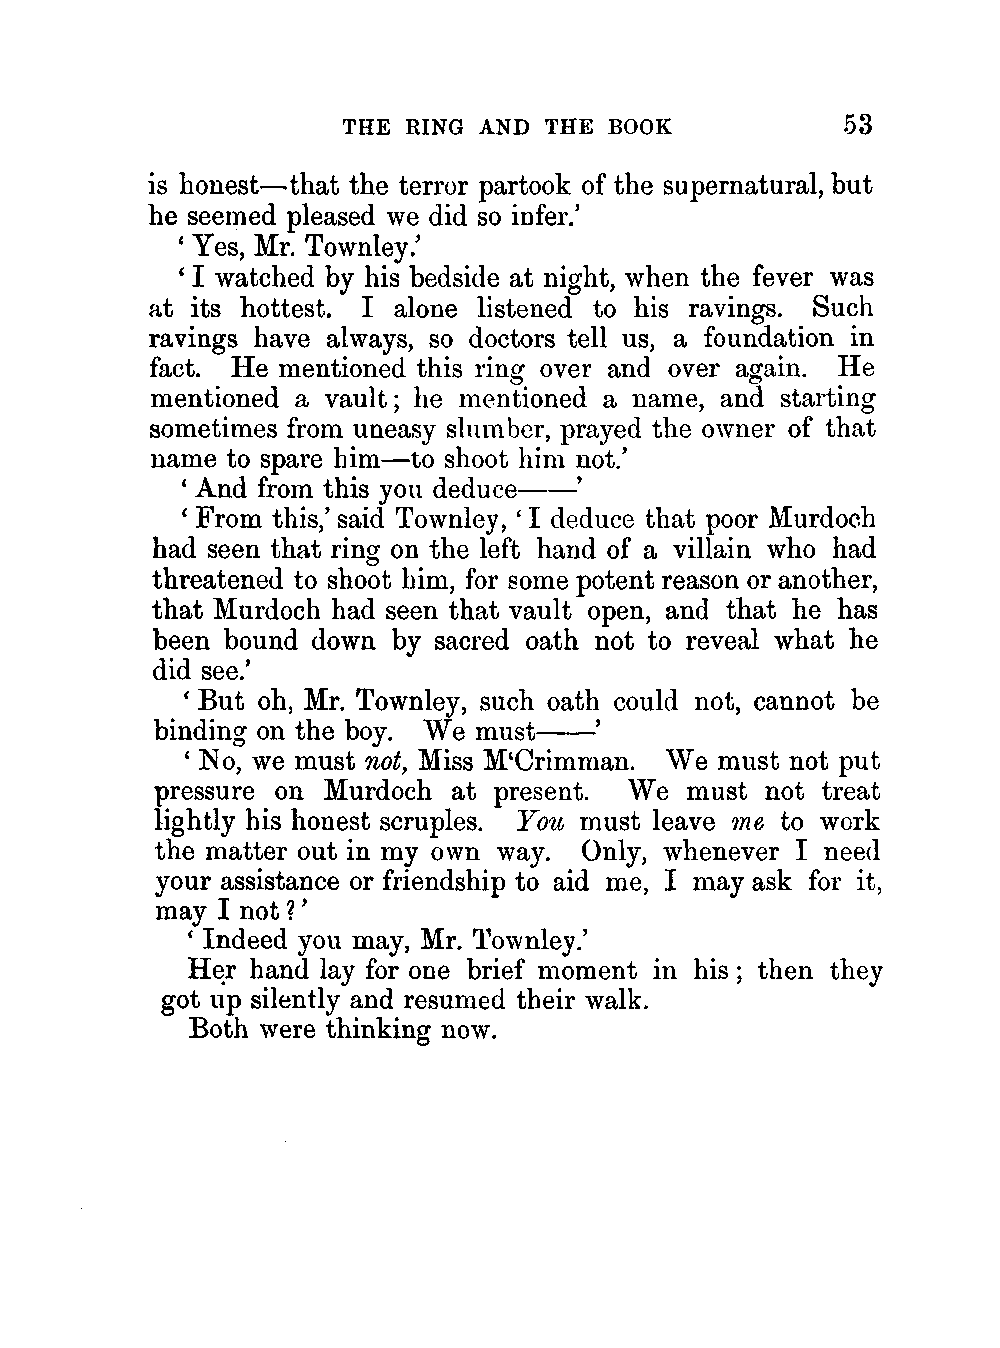 THE RING AND THE BOOK 53
is honest—that the terror partook of the supernatural, but
he seemed pleased we did so infer.’
‘ Yes, Mr. Townley.’
‘ I watched by his bedside at night, when the fever was
at its hottest. I alone listened to his ravings. Such
ravings have always, so doctors tell us, a foundation in
fact. He mentioned this ring over and over again. He
mentioned a vault; he mentioned a name, and starting
sometimes from uneasy slumber, prayed the owner of that
name to spare him—to shoot him not.’
‘ And from this you deduce——’
‘ From this,’ said Townley, ‘ I deduce that poor Murdoch
had seen that ring on the left hand of a villain who had
threatened to shoot him, for some potent reason or another,
that Murdoch had seen that vault open, and that he has
been bound down by sacred oath not to reveal what he
did see.’
‘ But oh, Mr. Townley, such oath could not, cannot be
binding on the boy. We must——’
‘ No, we must not, Miss M‘Crimman. We must not put
pressure on Murdoch at present. We must not treat
lightly his honest scruples. You must leave me to work
the matter out in my own way. Only, whenever I need
your assistance or friendship to aid me, I may ask for it,
may I not ? ’
‘ Indeed you may, Mr. Townley.’
Her hand lay for one brief moment in his ; then they
got up silently and resumed their walk.
Both were thinking now.